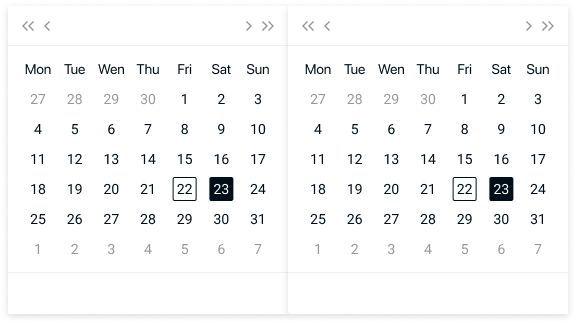 Mon Tue Wen Thu Fri Sat Sun Mon Tue Wen Thu Fri Sat Sun
27 28 29 30 1 2 3 27 28 29 30 1 2 3
4 5 6 7 8 9 10 4 5 6 7 8 9 10
11 12 13 14 15 16 17 11 12 13 14 15 16 17
18 19 20 21 22 23 24 18 19 20 21 22 23 24
25 26 27 28 29 30 31 25 26 27 28 29 30 31
1 2 3 4 5 6 7 1 2 3 4 5 6 7